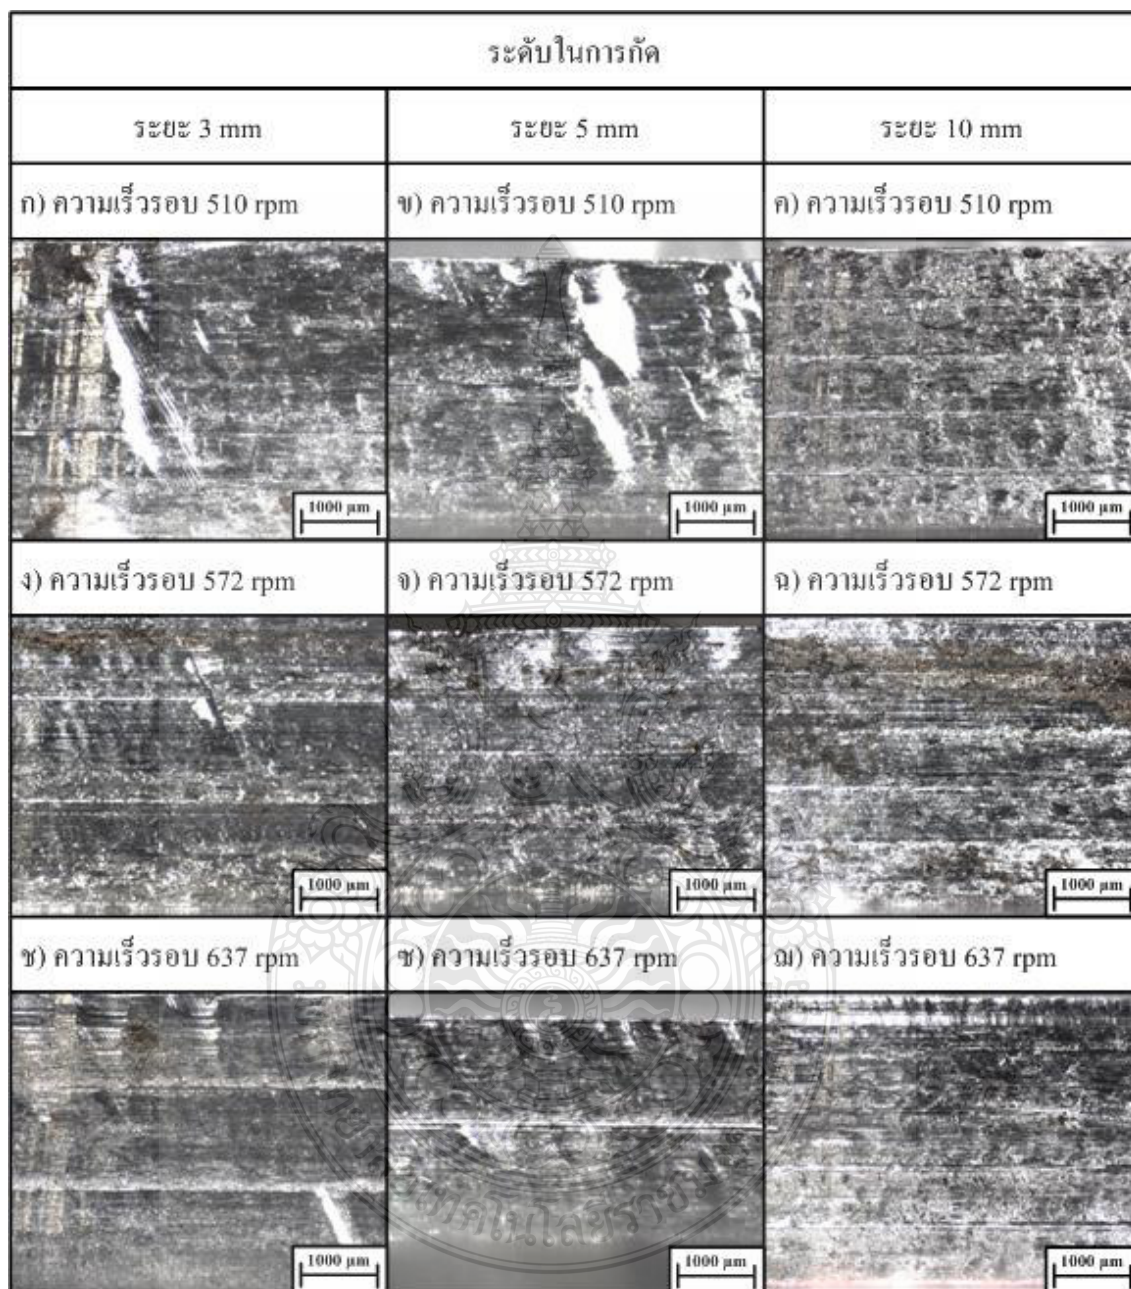 ระดับในการกัด
ระยะ 3 mm ระยะ 5 mm ระยะ 10 mm
ก) ความเร็วรอบ 510 rpm ข) ความเร็วรอบ 510 rpm ค) ความเร็วรอบ 510 rpm
1000 μm 1000 μm 1000 μm
ง) ความเร็วรอบ 572 rpm จ) ความเร็วรอบ 572 rpm ฉ) ความเร็วรอบ 572 rpm
1000 μm 1000 μm 1000 μm
ช) ความเร็วรอบ 637 rpm ซ) ความเร็วรอบ 637 rpm ฌ) ความเร็วรอบ 637 rpm
1000 μm 1000 μm 1000 μm